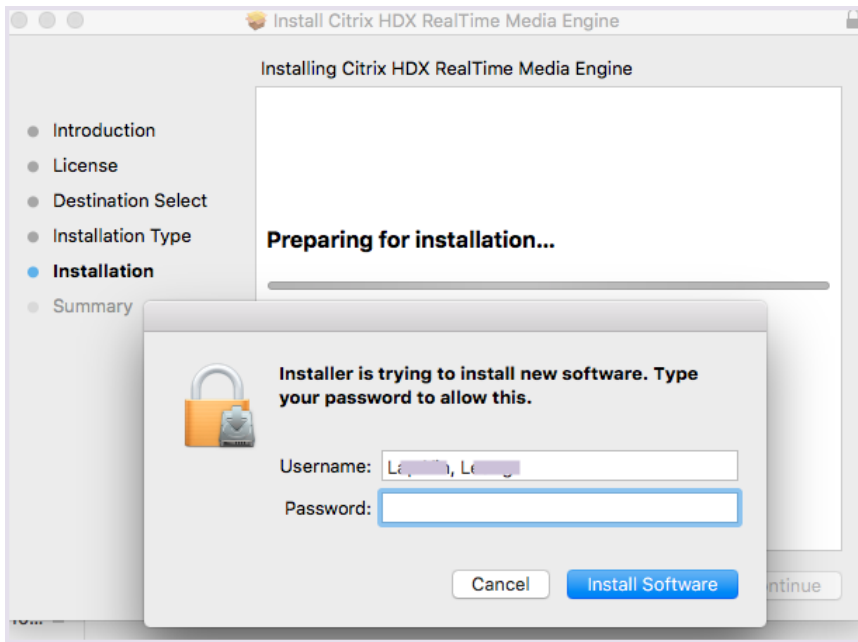 Install Citrix HDX RealTime Media Engine
Installing Citrix HDX RealTime Media Engine
Introduction
License
Destination Select
Installation Type
Installation
Summary
Preparing for installation...
Installer is trying to install new software. Type
your password to allow this.
Username:
Password:
Cancel
Install Software